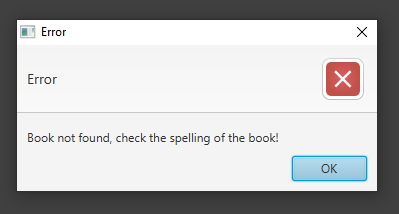 Error
Error
Book not found, check the spelling of the book!
OK